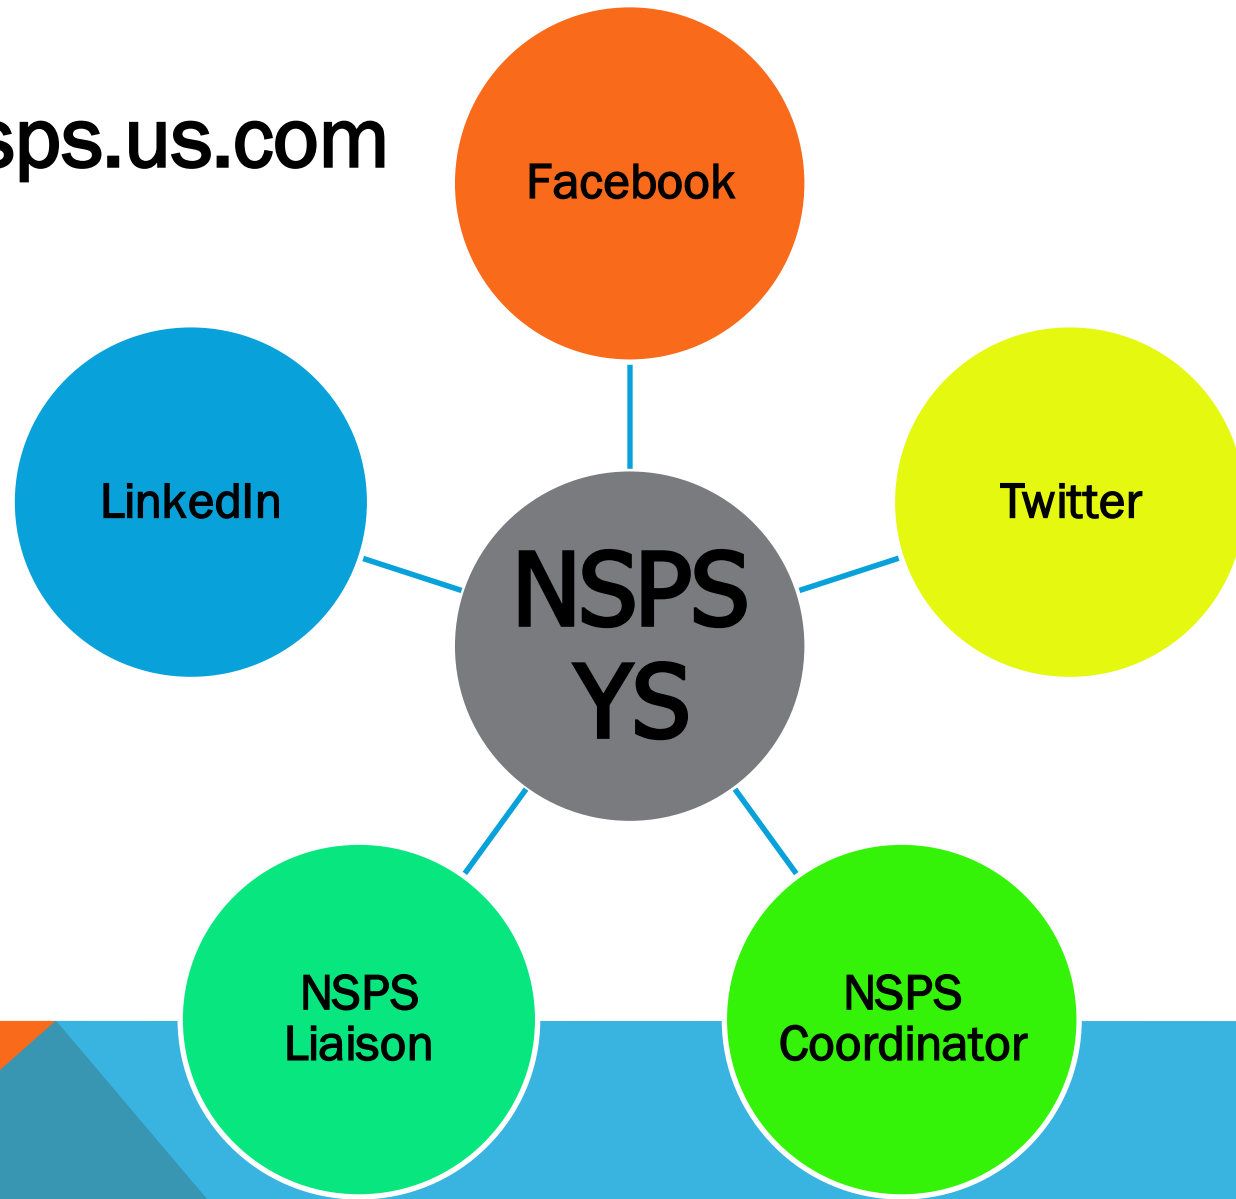 sps.us.com
Facebook
LinkedIn
Twitter
NSPS
YS
NSPS
Liaison
NSPS
Coordinator